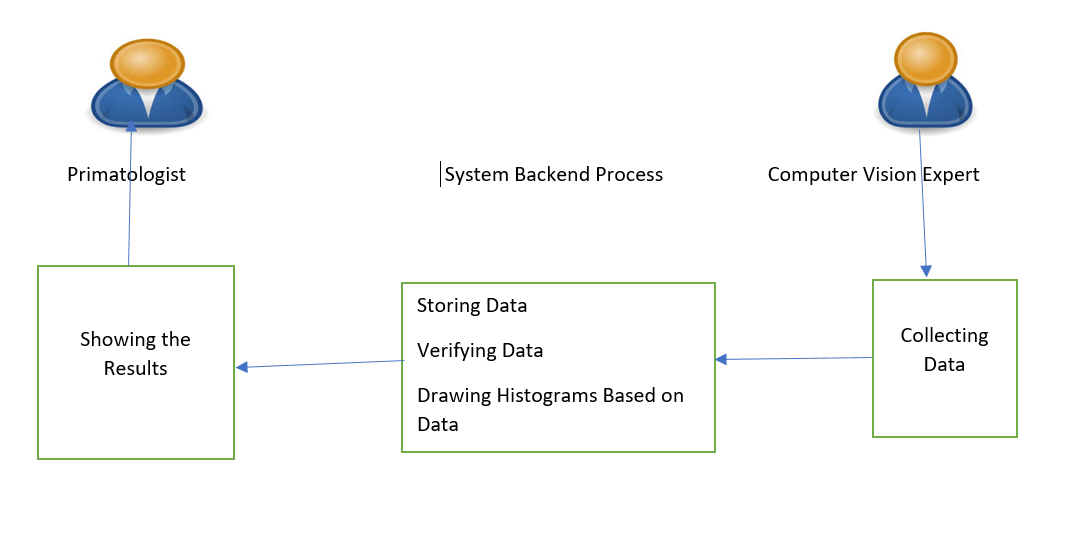 Primatologist
System Backend Process
Computer Vision Expert
Showing the
Results
Storing Data
Verifying Data
Drawing Histograms Based on
Data
Collecting
Data